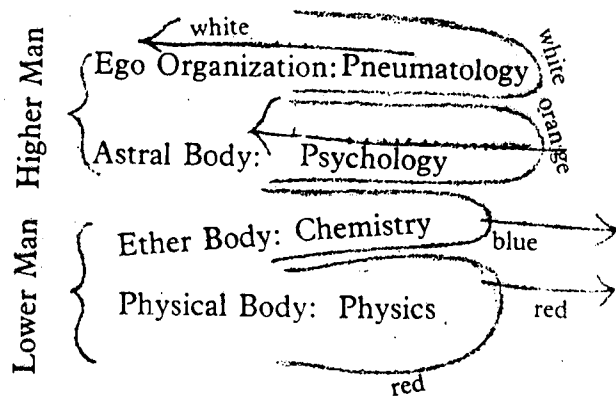 Higher Man
white
Ego Organization: Pneumatology
white
orange
Astral Body: Psychology
Lower Man
Ether Body: Chemistry
blue
Physical Body: Physics
red
red